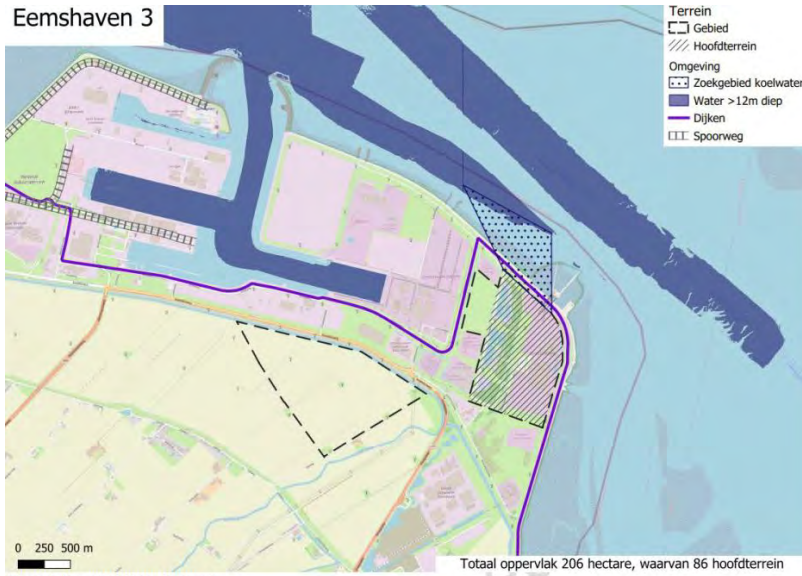 Eemshaven 3
Terrein
Gebied
Hoofdterrein
Omgeving
Zoekgebied koelwater
Water >12m diep
Dijken
Spoorweg
0 250 500 m
Totaal oppervlak 206 hectare, waarvan 86 hoofdterrein